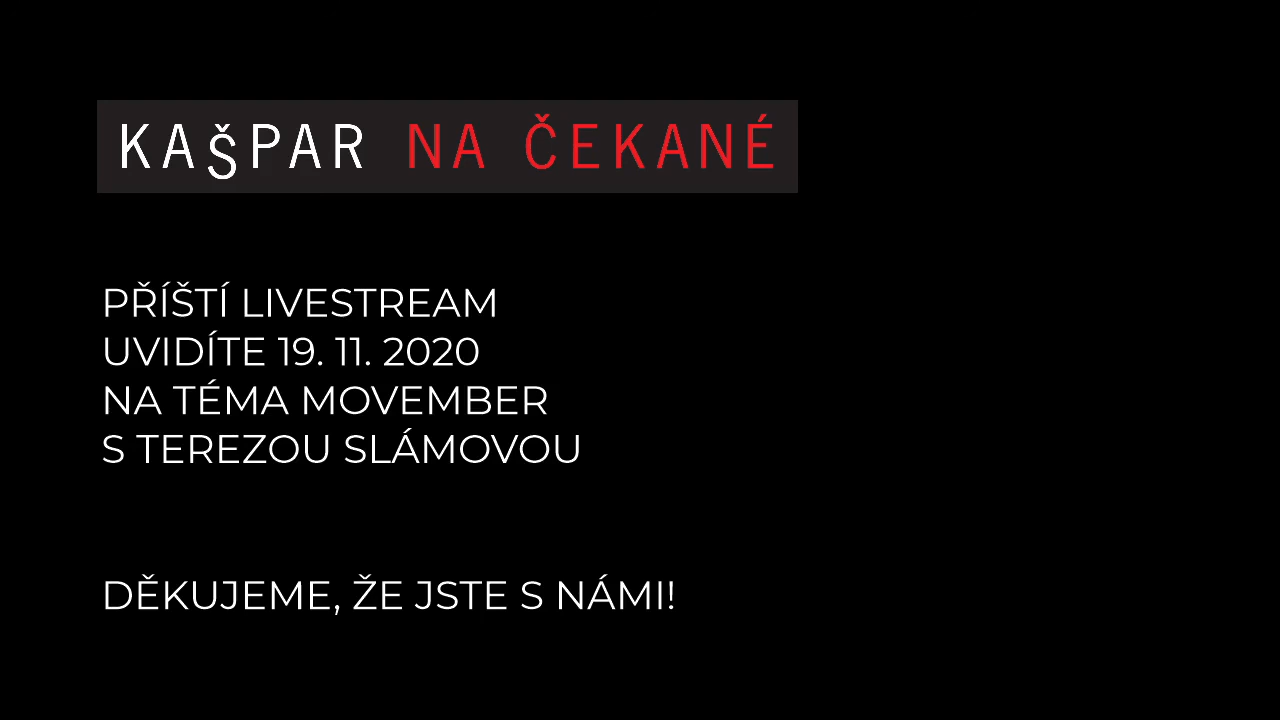 KAŠPAR NA ČEKANÉ
PŘÍŠTÍ LIVESTREAM
UVIDÍTE 19. 11. 2020
NA TÉMA MOVEMBER
S TEREZOU SLÁMOVOU
DĚKUJEME, ŽE JSTE S NÁMI!